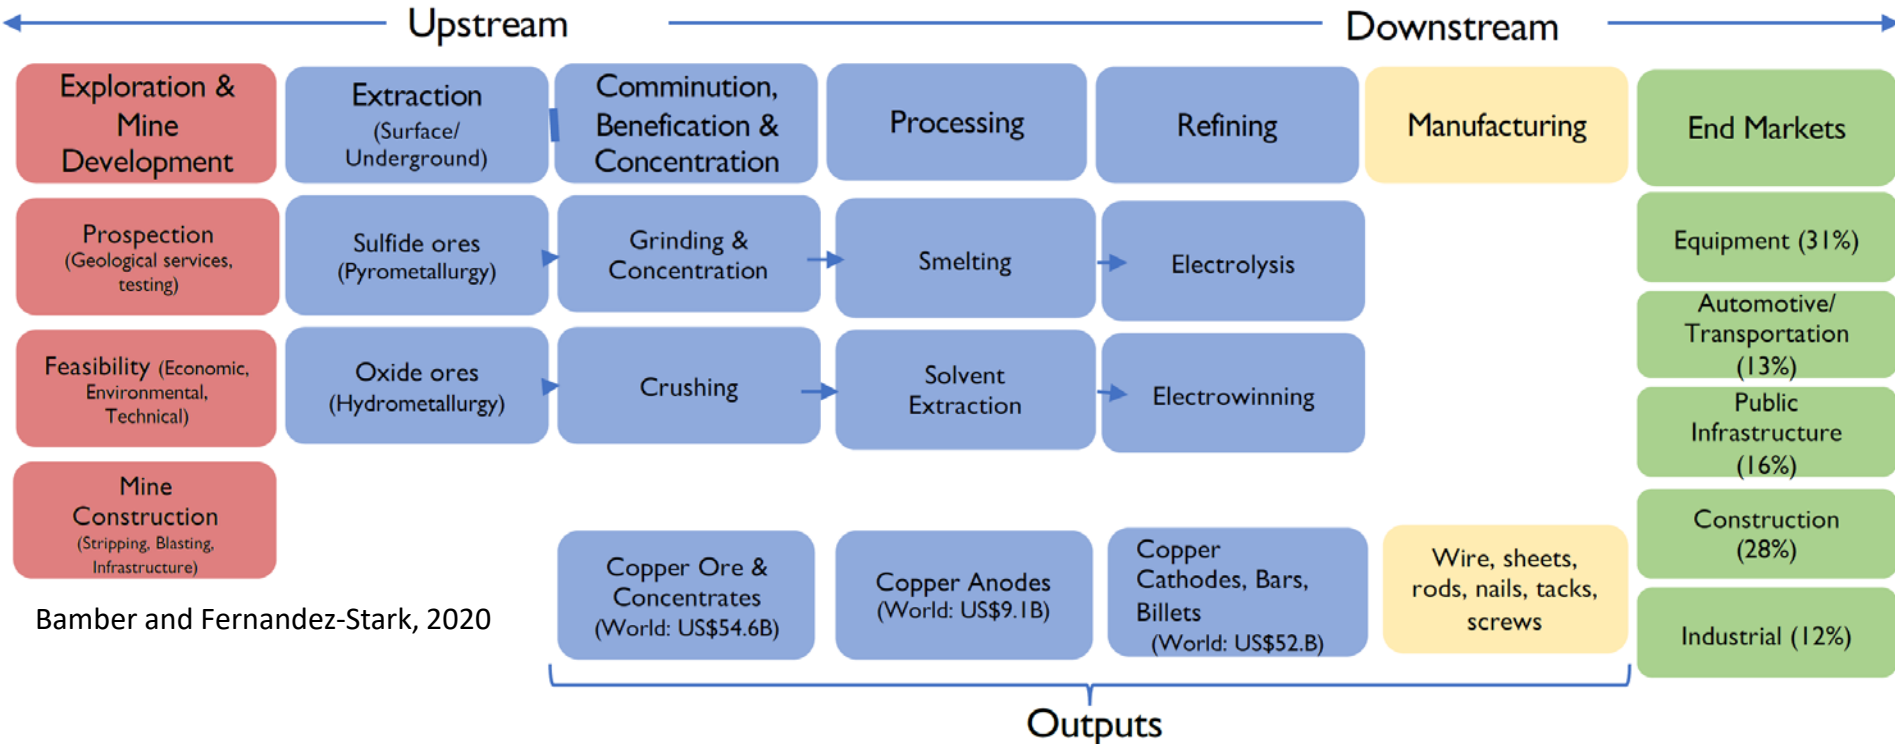 Upstream
Downstream
Exploration &
Mine
Development
Extraction
(Surface/
Underground)
Comminution,
Benefication &
Concentration
Processing
Refining
Manufacturing
End Markets
Prospection
(Geological services,
testing)
Sulfide ores
(Pyrometallurgy)
Grinding &
Concentration
Smelting
Electrolysis
Equipment (31%)
Feasibility (Economic,
Environmental,
Technical)
Oxide ores
(Hydrometallurgy)
Crushing
Solvent
Extraction
Electrowinning
Automotive/
Transportation
(13%)
Public
Infrastructure
(16%)
Mine
Construction
(Stripping, Blasting,
Infrastructure)
Copper Ore &
Concentrates
(World: US$54.6B)
Copper Anodes
(World: US$9.1B)
Copper
Cathodes, Bars,
Billets
(World: US$52.B)
Wire, sheets,
rods, nails, tacks,
screws
Construction
(28%)
Industrial (12%)
Bamber and Fernandez-Stark, 2020
Outputs